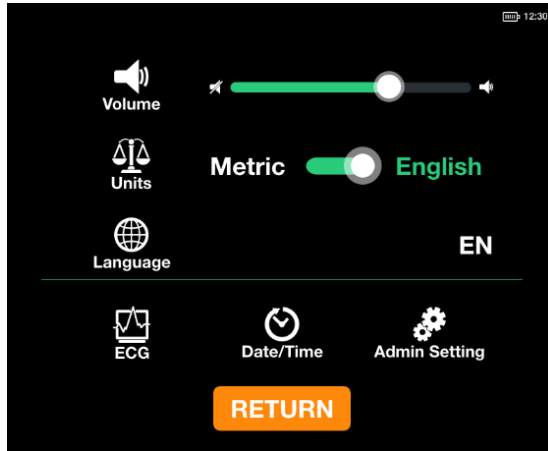 12:30
Volume
Metric English
Units
EN
Language
ECG Date/Time Admin Setting
RETURN